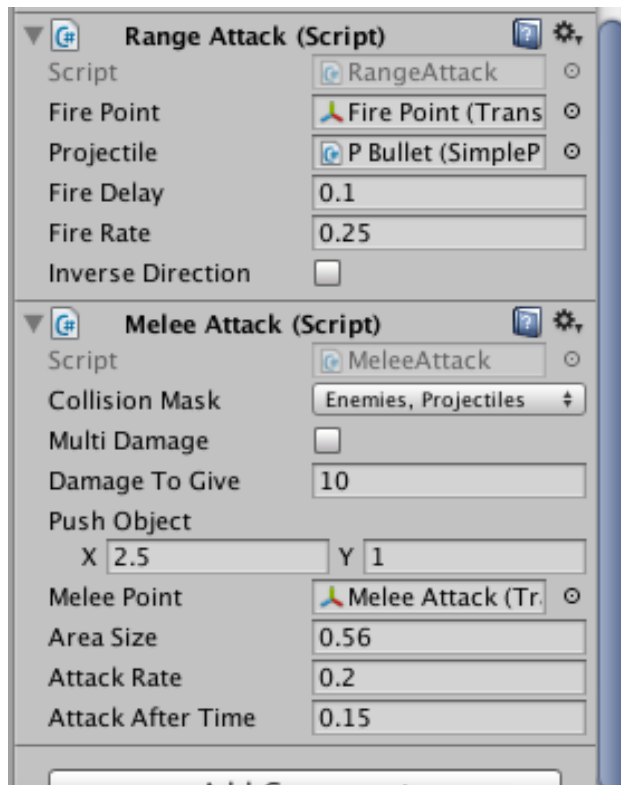 Range Attack (Script)
Script RangeAttack
Fire Point Fire Point (Trans
Projectile P Bullet (SimpleP
Fire Delay 0.1
Fire Rate 0.25
Inverse Direction
Melee Attack (Script)
Script MeleeAttack
Collision Mask Enemies, Projectiles
Multi Damage
Damage To Give 10
Push Object
X 2.5 Y 1
Melee Point Melee Attack (Tr
Area Size 0.56
Attack Rate 0.2
Attack After Time 0.15